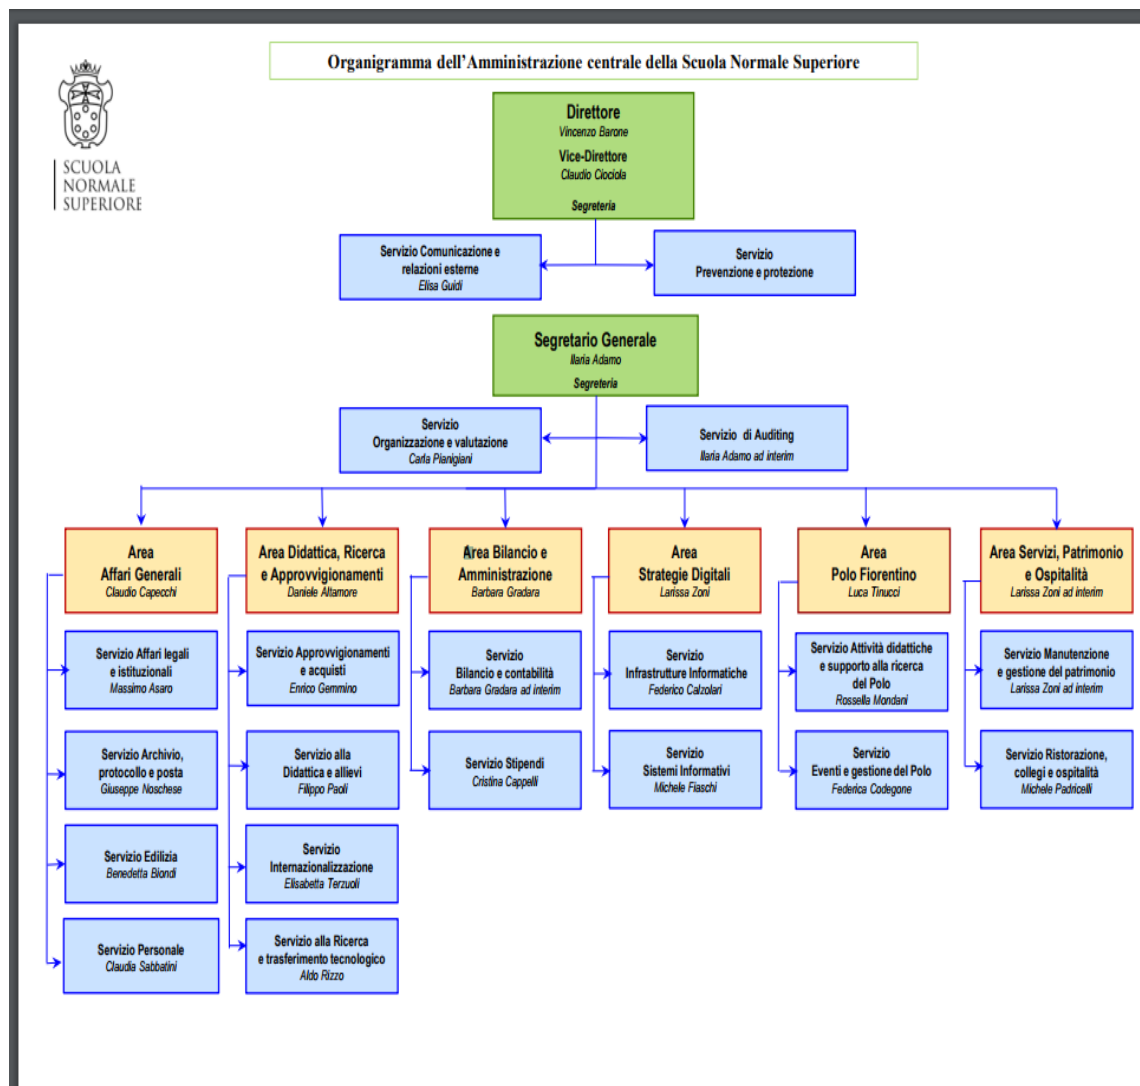 Organigramma dell'Amministrazione centrale della Scuola Normale Superiore
SCUOLA
NORMALE
SUPERIORE
Direttore
Vincenzo Barone
Vice-Direttore
Claudio Ciociola
Segreteria
Servizio Comunicazione e
relazioni esterne
Elisa Guidi
Servizio
Prevenzione e protezione
Segretario Generale
Ilaria Adamo
Segreteria
Servizio
Organizzazione e valutazione
Carla Pianigiani
Servizio di Auditing
Ilaria Adamo ad interim
Area
Affari Generali
Claudio Capecchi
Servizio Affari legali
e istituzionali
Massimo Asaro
Servizio Archivio,
protocollo e posta
Giuseppe Noschese
Servizio Edilizia
Benedetta Biondi
Servizio Personale
Claudia Sabbatini
Area Didattica, Ricerca
e Approvvigionamenti
Daniele Altamore
Servizio Approvvigionamenti
e acquisti
Enrico Gemmino
Servizio alla
Didattica e allievi
Filippo Paoli
Servizio
Internazionalizzazione
Elisabetta Terzuoli
Servizio alla Ricerca
e trasferimento tecnologico
Aldo Rizzo
Area Bilancio e
Amministrazione
Barbara Gradara
Servizio
Bilancio e contabilità
Barbara Gradara ad interim
Servizio Stipendi
Cristina Cappelli
Area
Strategie Digitali
Larissa Zoni
Servizio
Infrastrutture Informatiche
Federico Calzolari
Servizio
Sistemi Informativi
Michele Fiaschi
Area
Polo Fiorentino
Luca Tinucci
Servizio Attività didattiche
e supporto alla ricerca
del Polo
Rossella Mondani
Servizio
Eventi e gestione del Polo
Federica Codegone
Area Servizi, Patrimonio
e Ospitalità
Larissa Zoni ad interim
Servizio Manutenzione
e gestione del patrimonio
Larissa Zoni ad interim
Servizio Ristorazione,
collegi e ospitalità
Michele Padricelli